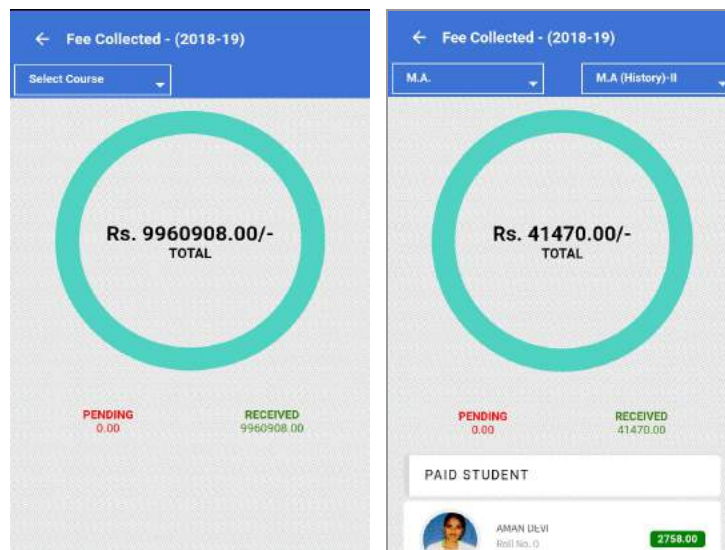 ← Fee Collected - (2018-19)
Select Course
Rs. 9960908.00/-
TOTAL
PENDING
0.00
RECEIVED
9960908.00
← Fee Collected - (2018-19)
M.A.
M.A (History)-II
Rs. 41470.00/-
TOTAL
PENDING
0.00
RECEIVED
41470.00
PAID STUDENT
AMAN DEVI
Roll No. 0
2758.00